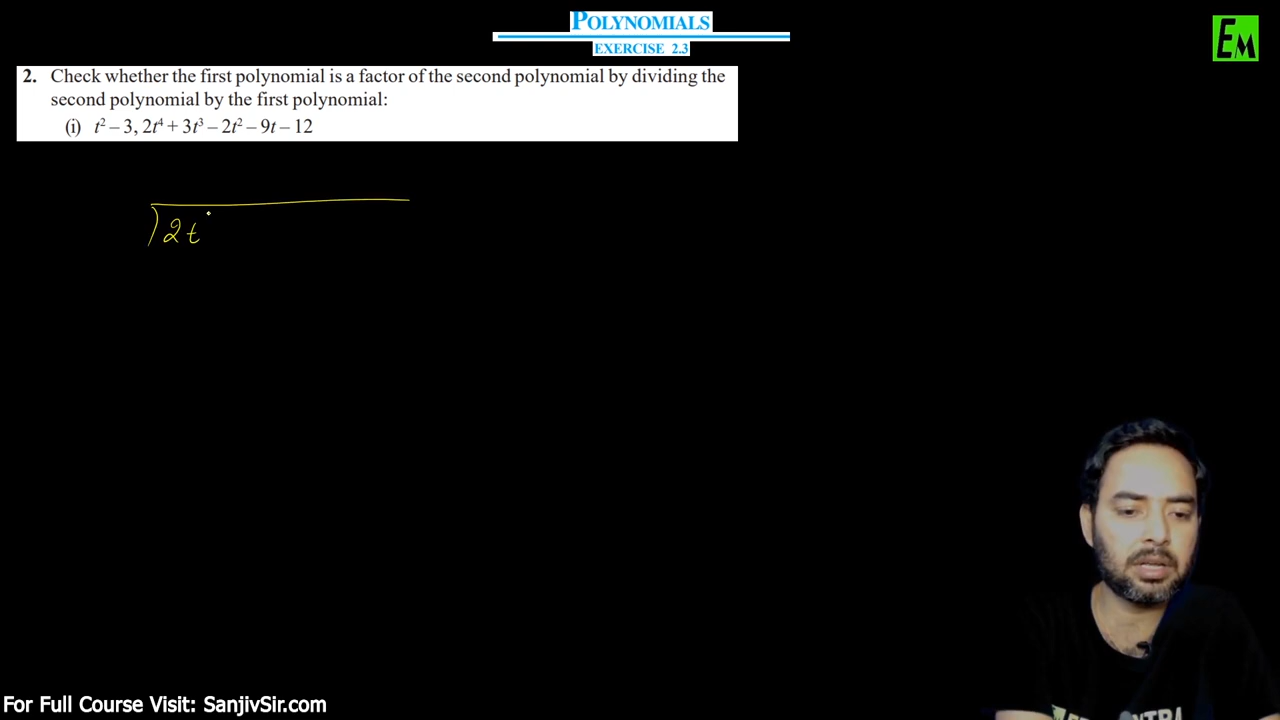 POLYNOMIALS
EXERCISE 2.3
EM
2. Check whether the first polynomial is a factor of the second polynomial by dividing the
second polynomial by the first polynomial:
(i) t² – 3, 2t⁴ + 3t³ – 2t² – 9t – 12
)2t
For Full Course Visit: SanjivSir.com